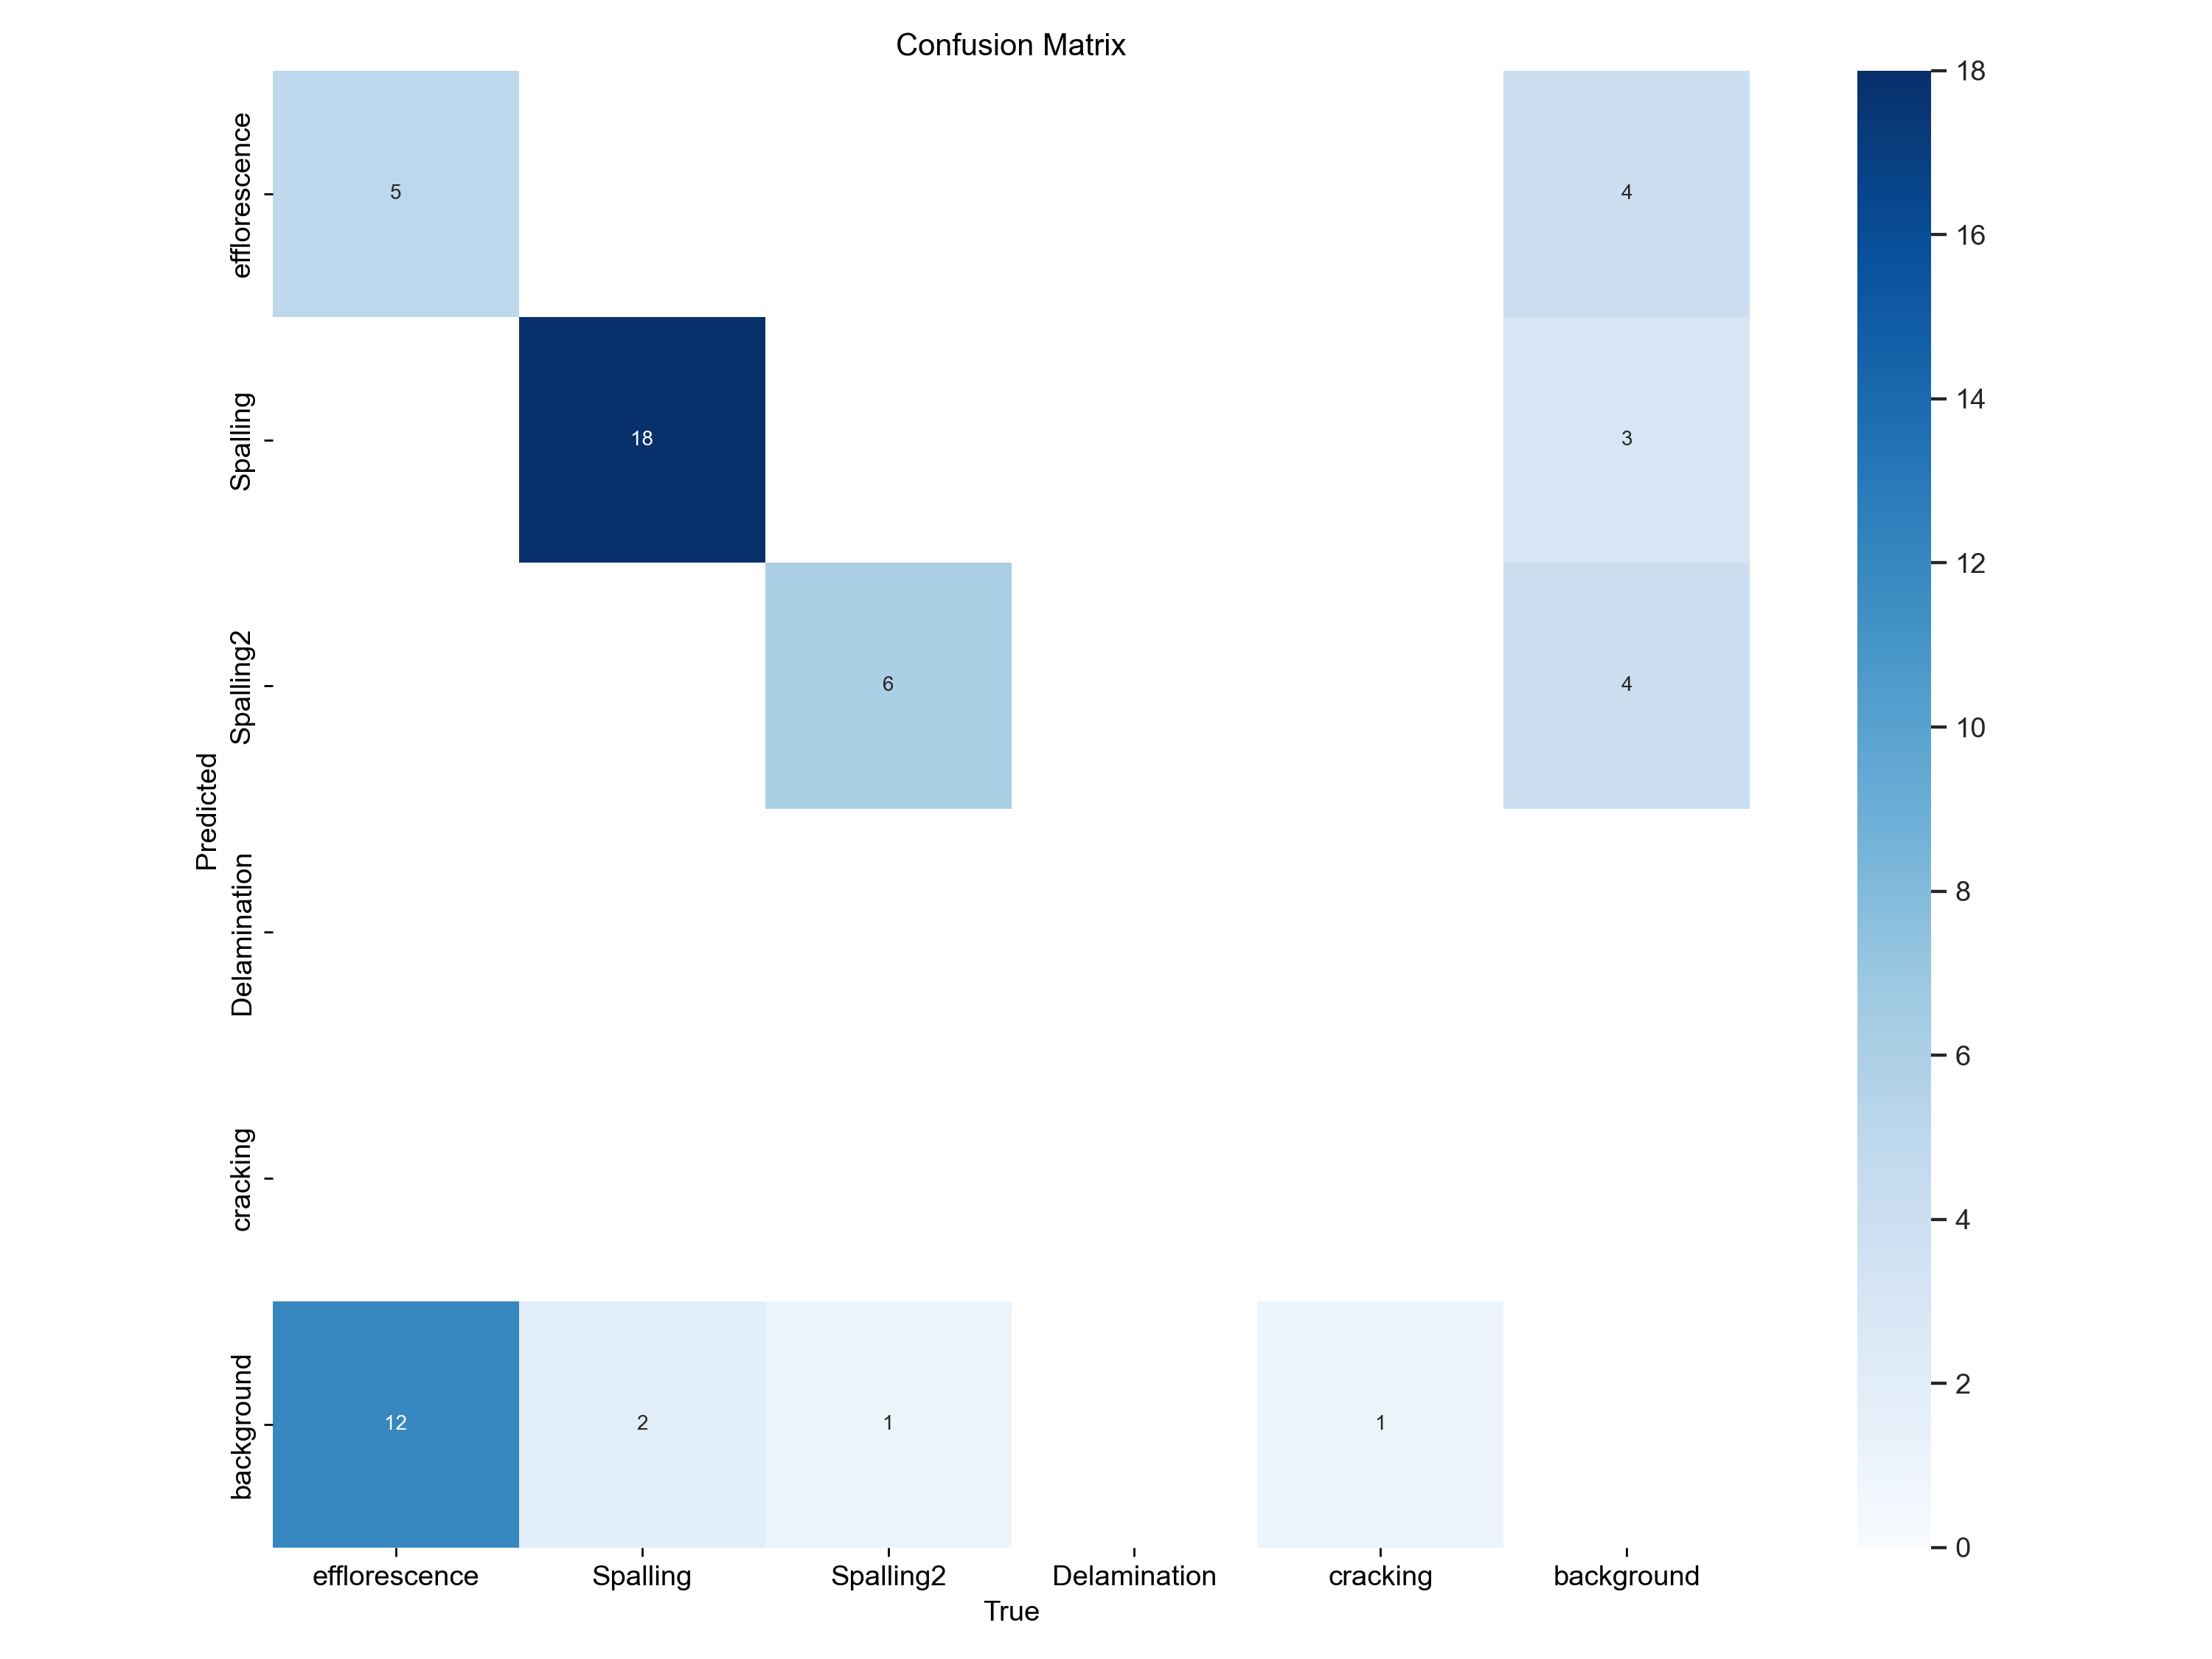 Confusion Matrix
efflorescence
5
4
Spalling
18
3
Spalling2
6
4
Delamination
cracking
background
12
2
1
1
Predicted
efflorescence
Spalling
Spalling2
Delamination
cracking
background
True
18
16
14
12
10
8
6
4
2
0